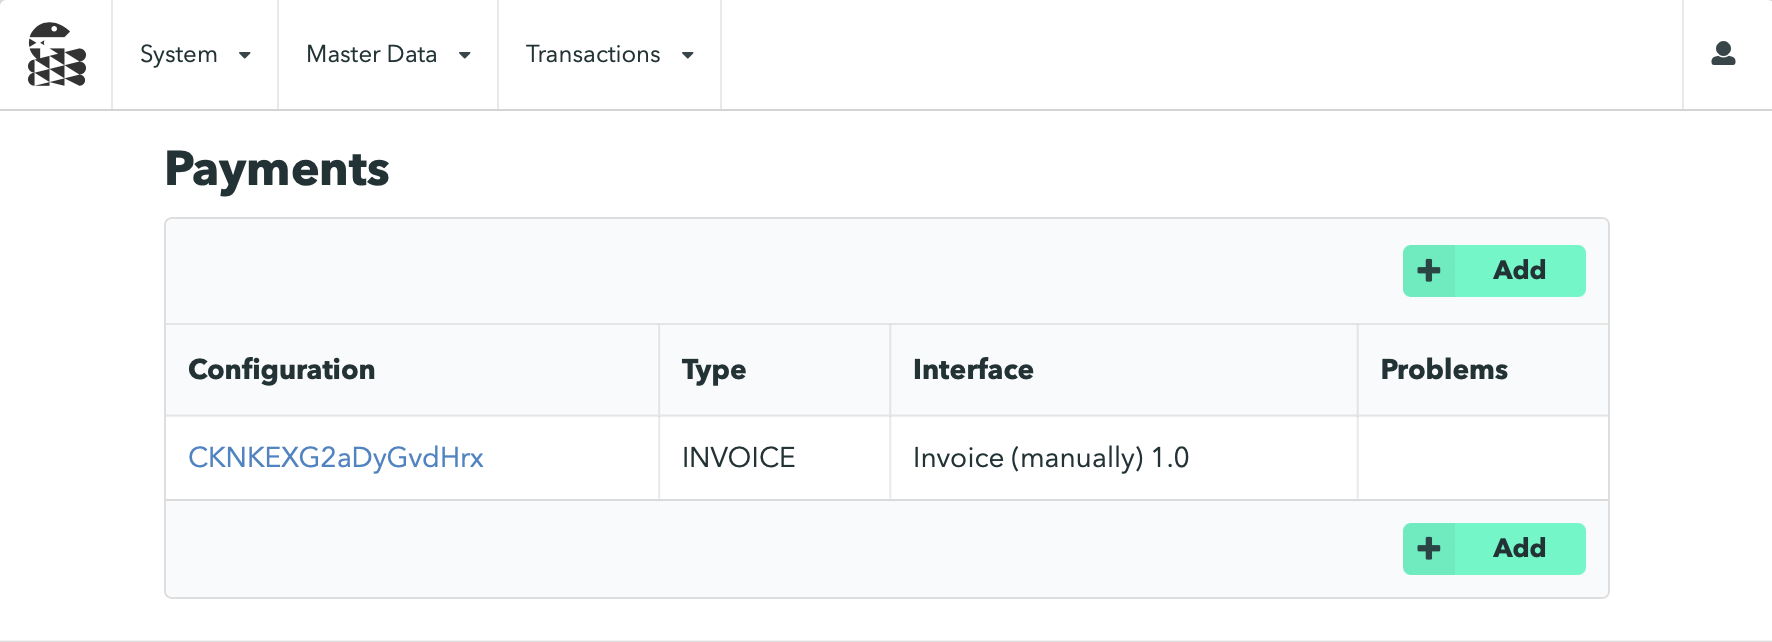 System Master Data Transactions
Payments
Add
Configuration Type Interface Problems
CKNKEXG2aDyGvdHrx INVOICE Invoice (manually) 1.0
Add